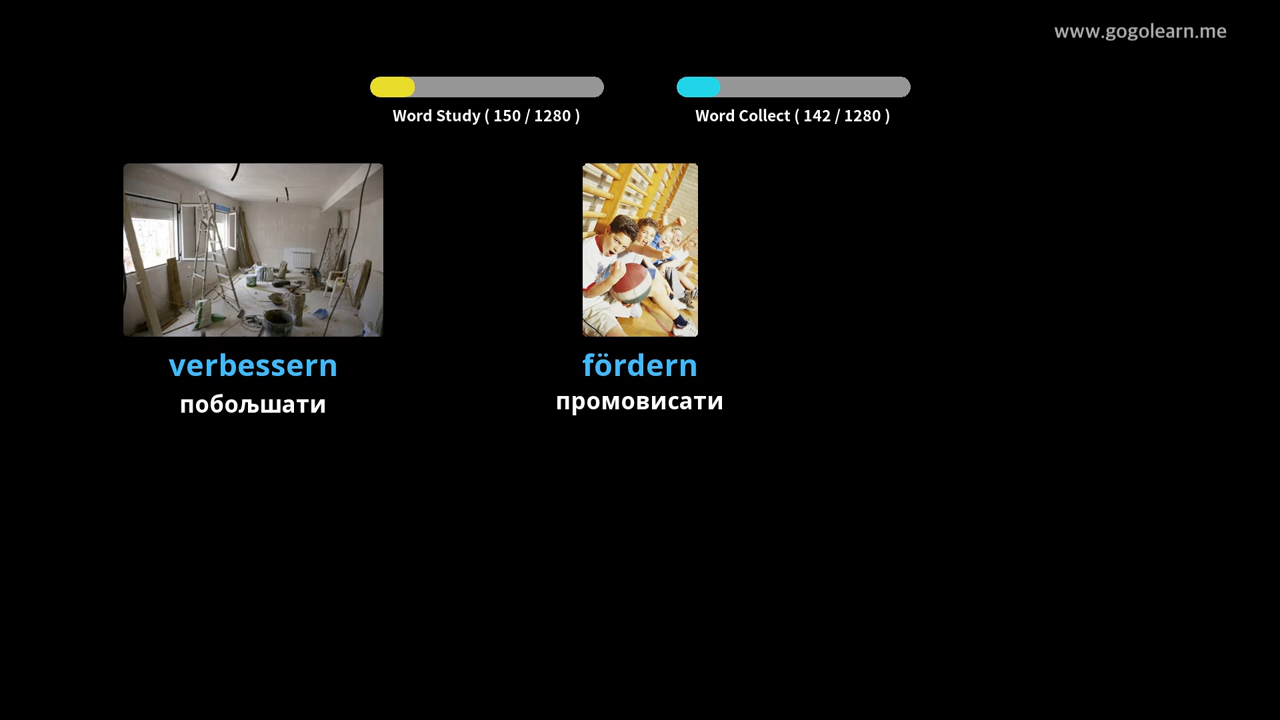 www.gogolearn.me
Word Study ( 150 / 1280 )
Word Collect ( 142 / 1280 )
verbessern
побољшати
fördern
промовисати